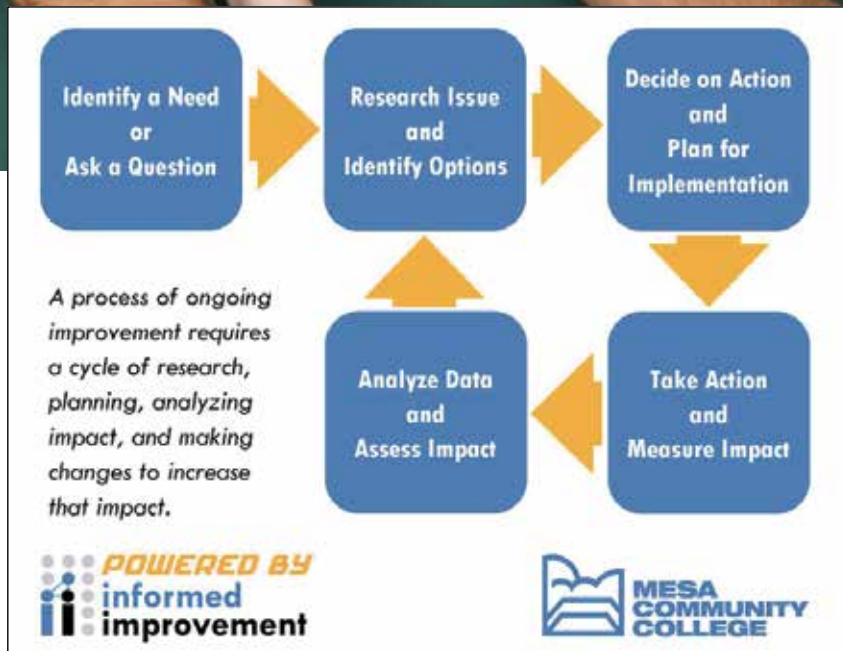 Identify a Need
or
Ask a Question
Research Issue
and
Identify Options
Decide on Action
and
Plan for
Implementation
A process of ongoing
improvement requires
a cycle of research,
planning, analyzing
impact, and making
changes to increase
that impact.
Analyze Data
and
Assess Impact
Take Action
and
Measure Impact
POWERED BY
informed
improvement
MESA
COMMUNITY
COLLEGE